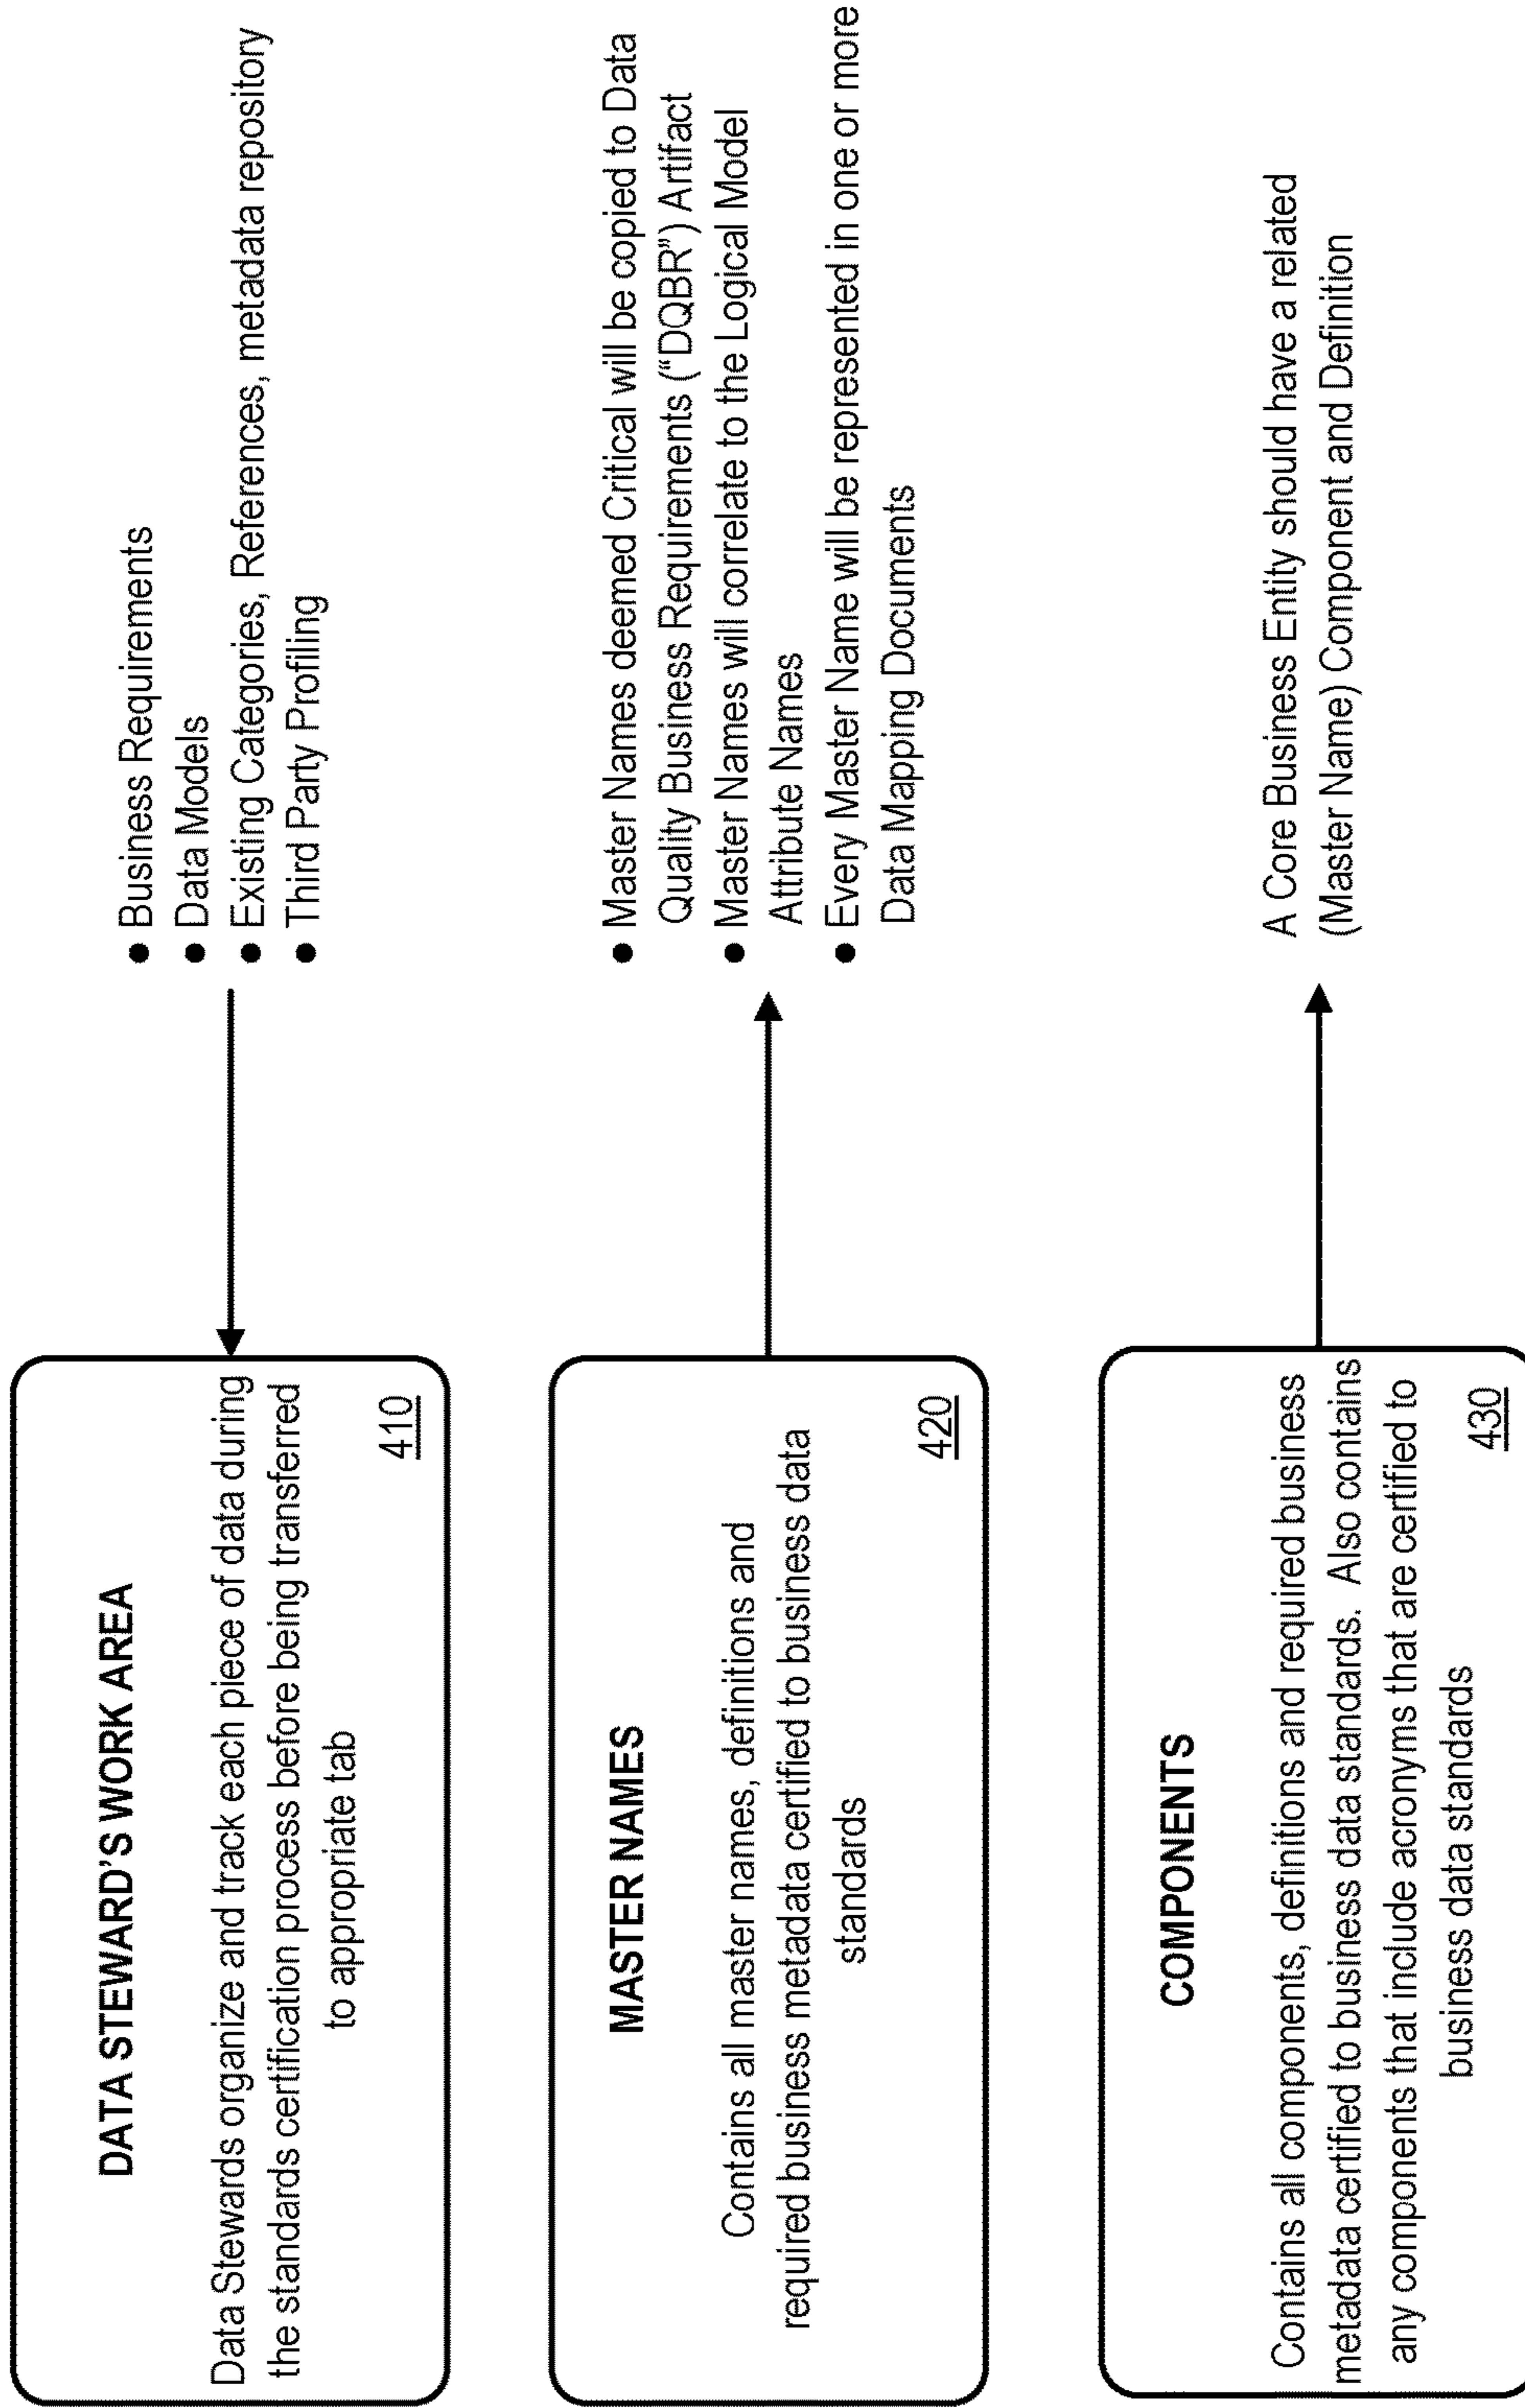 DATA STEWARD'S WORK AREA
Data Stewards organize and track each piece of data during
the standards certification process before being transferred
to appropriate tab
410
● Business Requirements
● Data Models
● Existing Categories, References, metadata repository
● Third Party Profiling
MASTER NAMES
Contains all master names, definitions and
required business metadata certified to business data
standards
420
● Master Names deemed Critical will be copied to Data
Quality Business Requirements (“DQBR”) Artifact
● Master Names will correlate to the Logical Model
Attribute Names
● Every Master Name will be represented in one or more
Data Mapping Documents
COMPONENTS
Contains all components, definitions and required business
metadata certified to business data standards. Also contains
any components that include acronyms that are certified to
business data standards
430
A Core Business Entity should have a related
(Master Name) Component and Definition